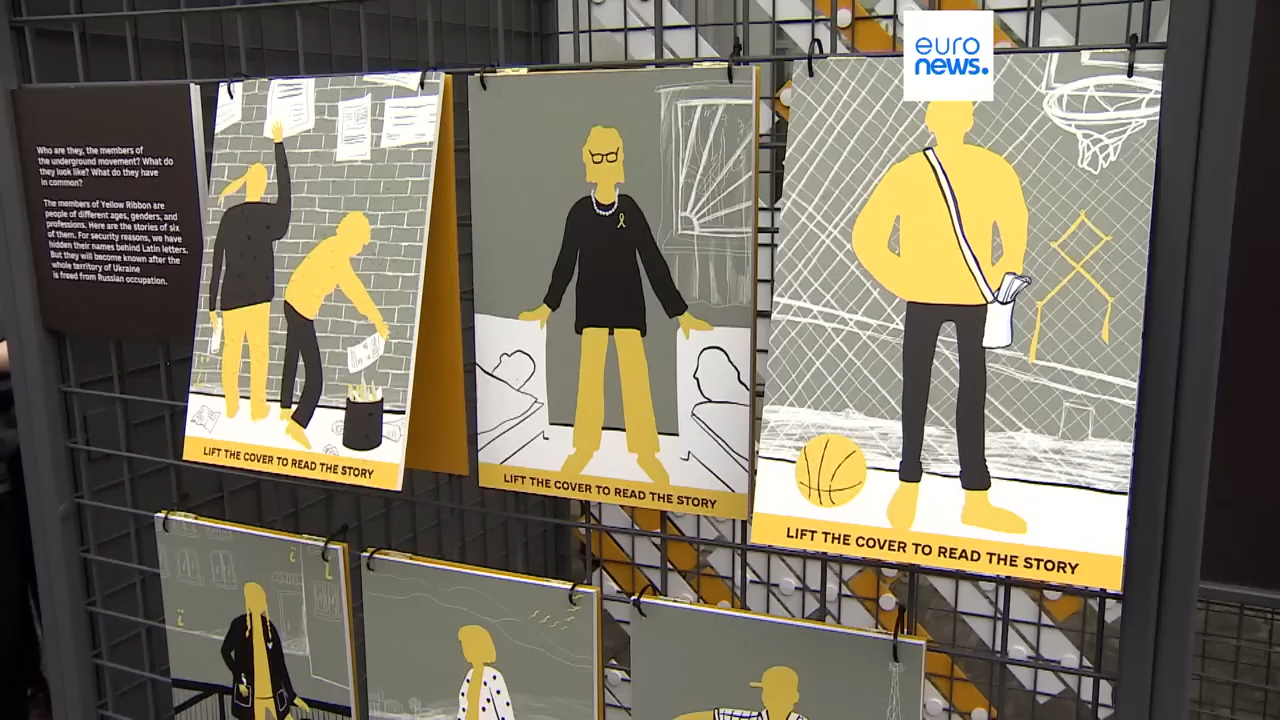 euro
news.
Who are they, the members of
the underground movement? What do
they look like? What do they have
in common?
The members of Yellow Ribbon are
people of different ages, genders, and
professions. Here are the stories of six
of them. For security reasons, we have
hidden their names behind Latin letters.
But they will become known after the
whole territory of Ukraine
is freed from Russian occupation.
LIFT THE COVER TO READ THE STORY
LIFT THE COVER TO READ THE STORY
LIFT THE COVER TO READ THE STORY